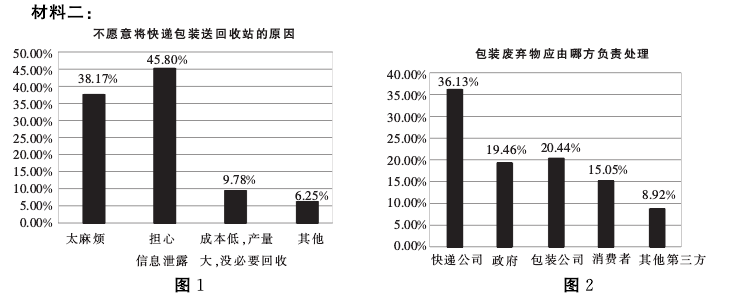 材料二：
不愿意将快递包装送回收站的原因
50.00%
45.00%
40.00%
35.00%
30.00%
25.00%
20.00%
15.00%
10.00%
5.00%
0.00%
38.17%
45.80%
9.78%
6.25%
太麻烦
担心
信息泄露
成本低，产量
大，没必要回收
其他
图1
包装废弃物应由哪方负责处理
40.00%
35.00%
30.00%
25.00%
20.00%
15.00%
10.00%
5.00%
0.00%
36.13%
19.46%
20.44%
15.05%
8.92%
快递公司
政府
包装公司
消费者
其他第三方
图2